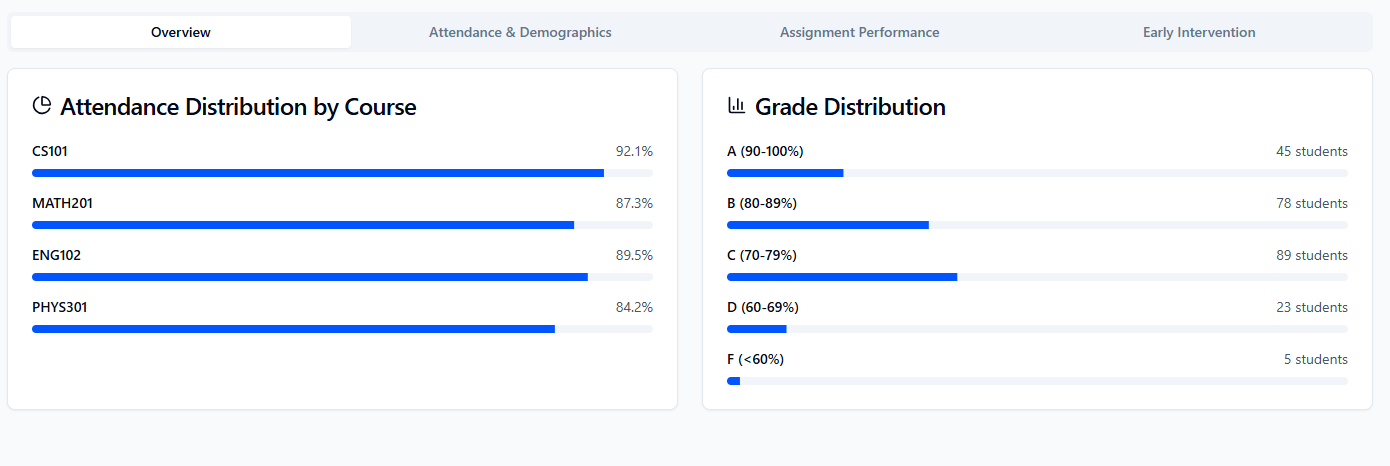 Overview
Attendance & Demographics
Assignment Performance
Early Intervention
Attendance Distribution by Course
CS101 92.1%
MATH201 87.3%
ENG102 89.5%
PHYS301 84.2%
Grade Distribution
A (90-100%) 45 students
B (80-89%) 78 students
C (70-79%) 89 students
D (60-69%) 23 students
F (<60%) 5 students